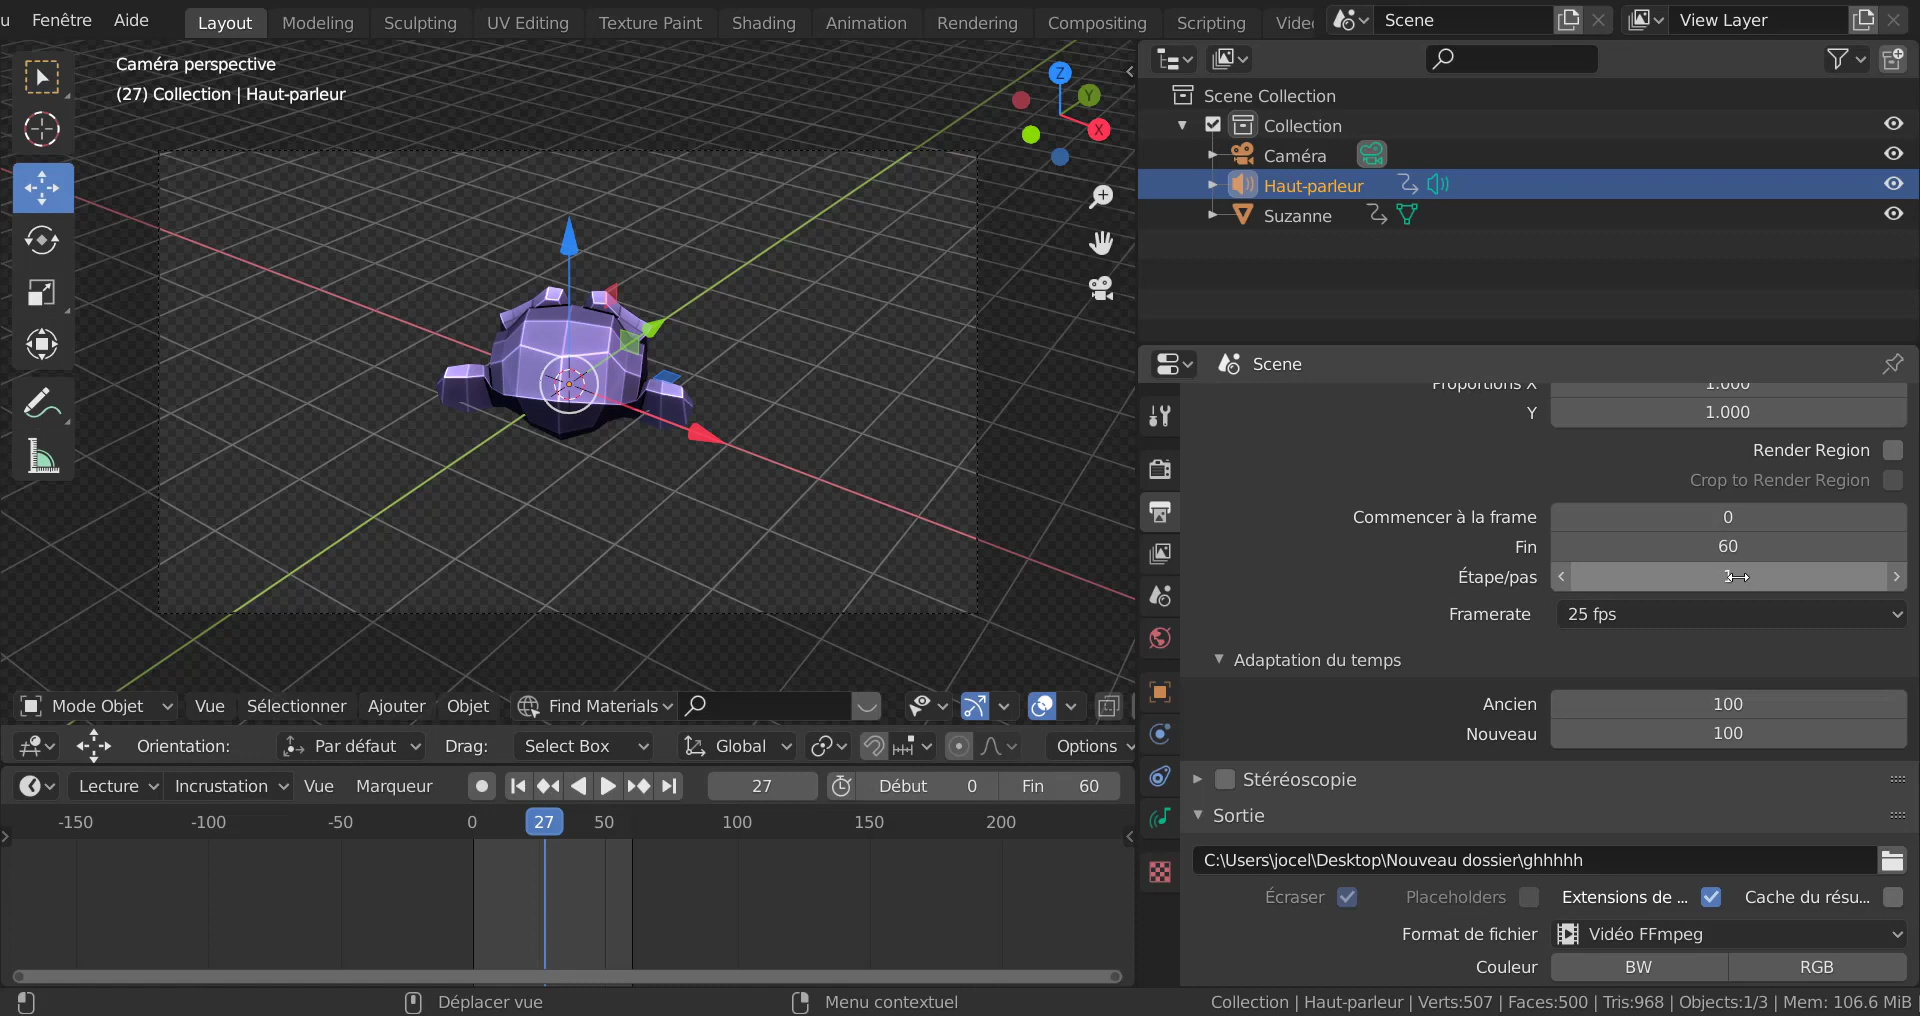 u Fenêtre Aide
Layout Modeling Sculpting UV Editing Texture Paint Shading Animation Rendering Compositing Scripting Vide
Scene
View Layer
Caméra perspective
(27) Collection | Haut-parleur
Z
Y
X
Scene Collection
Collection
Caméra
Haut-parleur
Suzanne
Scene
Proportions X 1.000
Y 1.000
Render Region
Crop to Render Region
Commencer à la frame 0
Fin 60
Étape/pas 1
Framerate 25 fps
Adaptation du temps
Ancien 100
Nouveau 100
Stéréoscopie
Sortie
C:\Users\jocel\Desktop\Nouveau dossier\ghhhhh
Écraser Placeholders Extensions de ... Cache du résu...
Format de fichier Vidéo FFmpeg
Couleur BW RGB
Mode Objet Vue Sélectionner Ajouter Objet Find Materials
Orientation: Par défaut Drag: Select Box Global Options
Lecture Incrustation Vue Marqueur 27 Début 0 Fin 60
-150 -100 -50 0 27 50 100 150 200
Déplacer vue Menu contextuel
Collection | Haut-parleur | Verts:507 | Faces:500 | Tris:968 | Objects:1/3 | Mem: 106.6 MiB